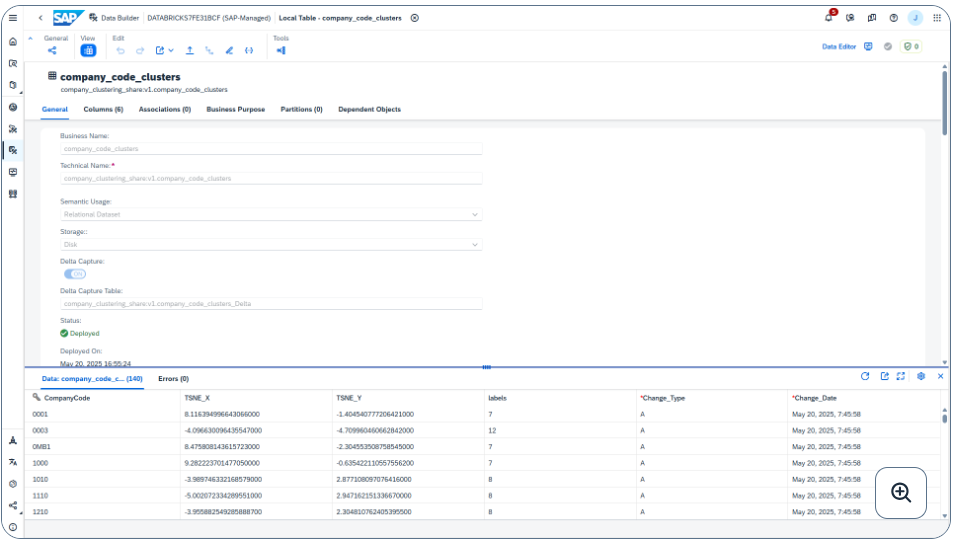 SAP Data Builder DATABRICKS7FE31BCF (SAP-Managed) Local Table - company_code_clusters 5 J
General View Edit Tools
Data Editor 0
company_code_clusters
company_clustering_share:v1.company_code_clusters
General Columns (6) Associations (0) Business Purpose Partitions (0) Dependent Objects
Business Name:
company_code_clusters
Technical Name:*
company_clustering_share:v1.company_code_clusters
Semantic Usage:
Relational Dataset
Storage::
Disk
Delta Capture:
ON
Delta Capture Table:
company_clustering_share:v1.company_code_clusters_Delta
Status:
Deployed
Deployed On:
May 20, 2025 16:55:24
Data: company_code_c... (140) Errors (0)
CompanyCode TSNE_X TSNE_Y labels *Change_Type *Change_Date
0001 8.116394996643066000 -1.404540777206421000 7 A May 20, 2025, 7:45:58
0003 -4.096630096435547000 -4.709960460662842000 12 A May 20, 2025, 7:45:58
0MB1 8.475808143615723000 -2.304553508758545000 7 A May 20, 2025, 7:45:58
1000 9.282223701477050000 -0.635422110557556200 7 A May 20, 2025, 7:45:58
1010 -3.989746332168579000 2.877108097076416000 8 A May 20, 2025, 7:45:58
1110 -5.002072334289551000 2.947162151336670000 8 A May 20, 2025, 7:45:58
1210 -3.955882549285888700 2.304810762405395500 8 A May 20, 2025, 7:45:58